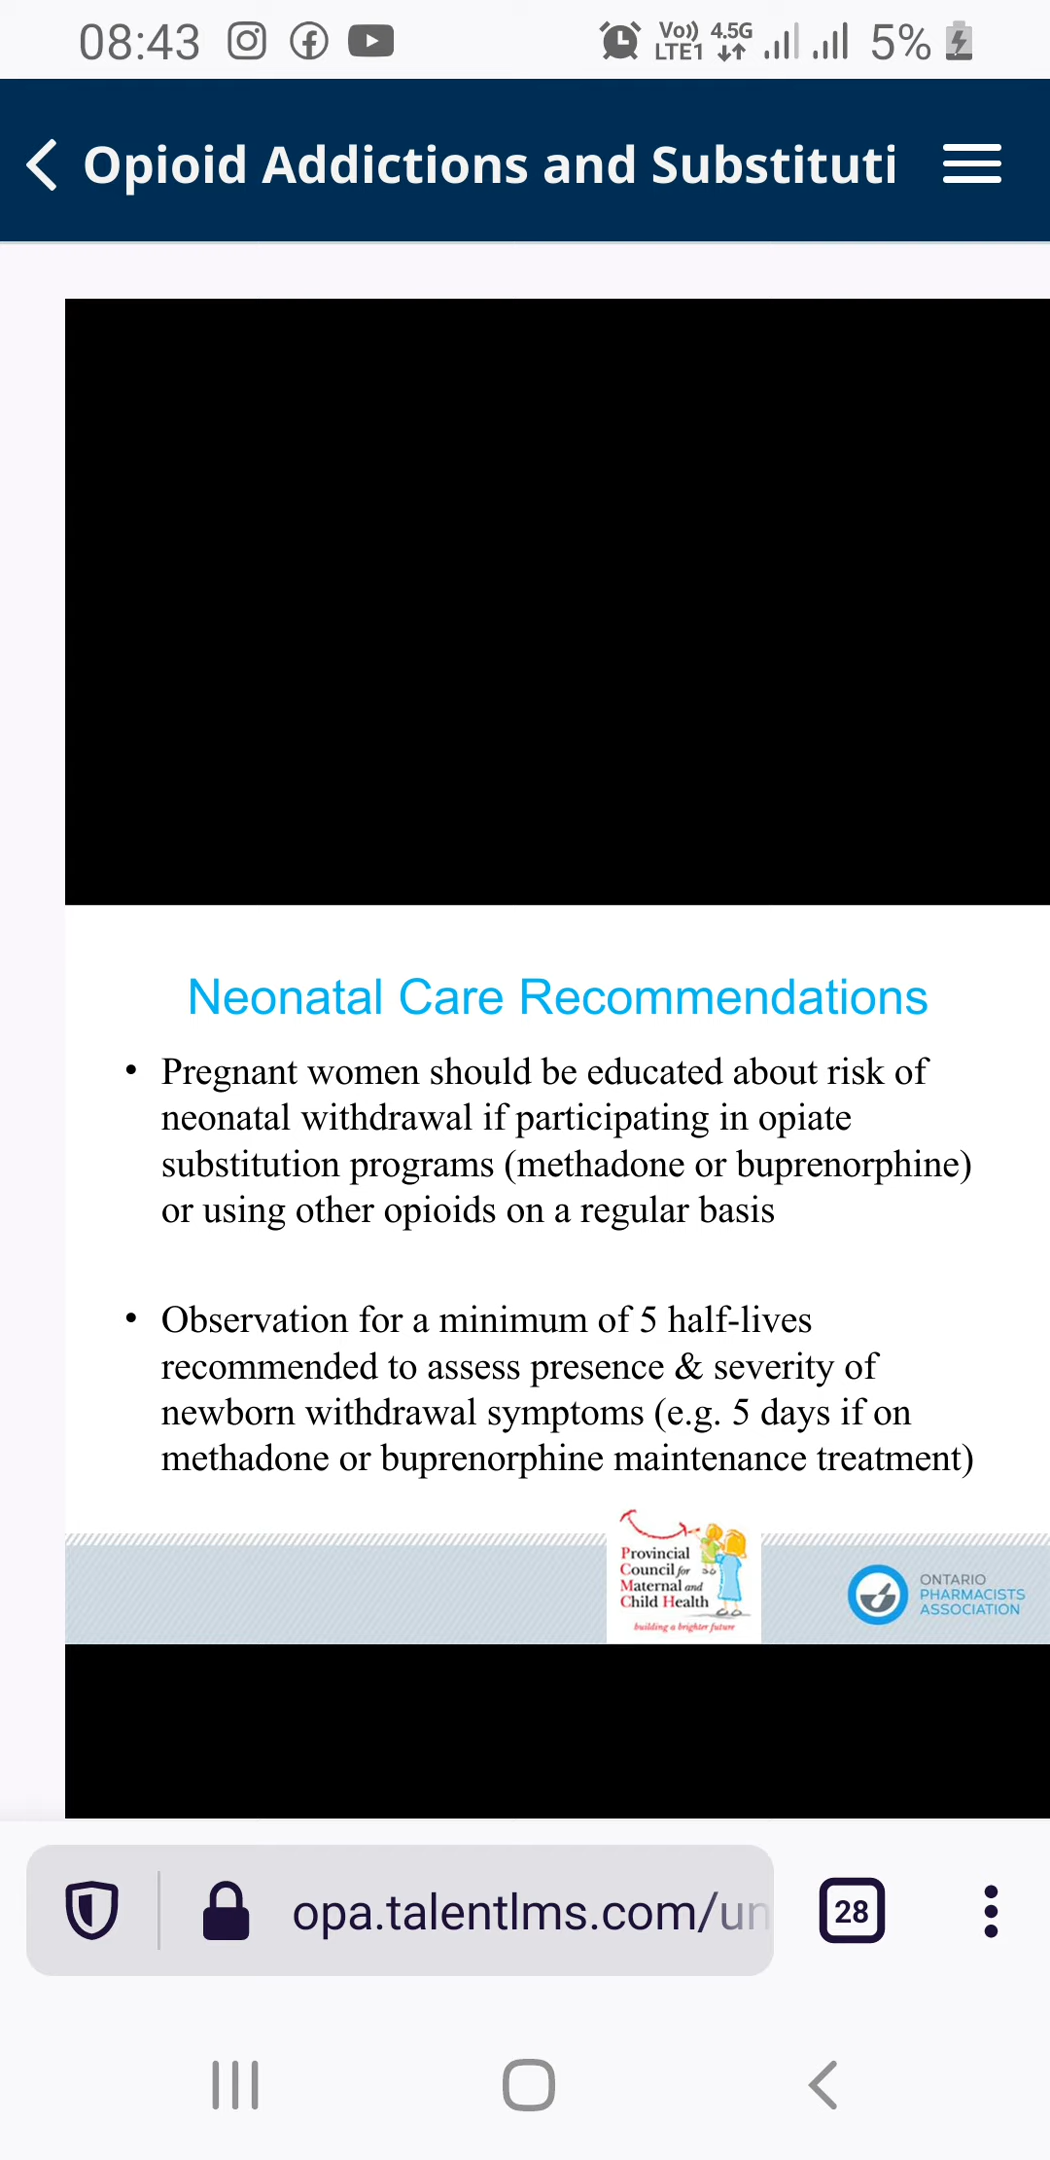 08:43 Vo)) LTE1 4.5G 5%
Opioid Addictions and Substituti
Neonatal Care Recommendations
• Pregnant women should be educated about risk of
neonatal withdrawal if participating in opiate
substitution programs (methadone or buprenorphine)
or using other opioids on a regular basis
• Observation for a minimum of 5 half-lives
recommended to assess presence & severity of
newborn withdrawal symptoms (e.g. 5 days if on
methadone or buprenorphine maintenance treatment)
Provincial
Council for
Maternal and
Child Health
building a brighter future
ONTARIO
PHARMACISTS
ASSOCIATION
opa.talentlms.com/un
28